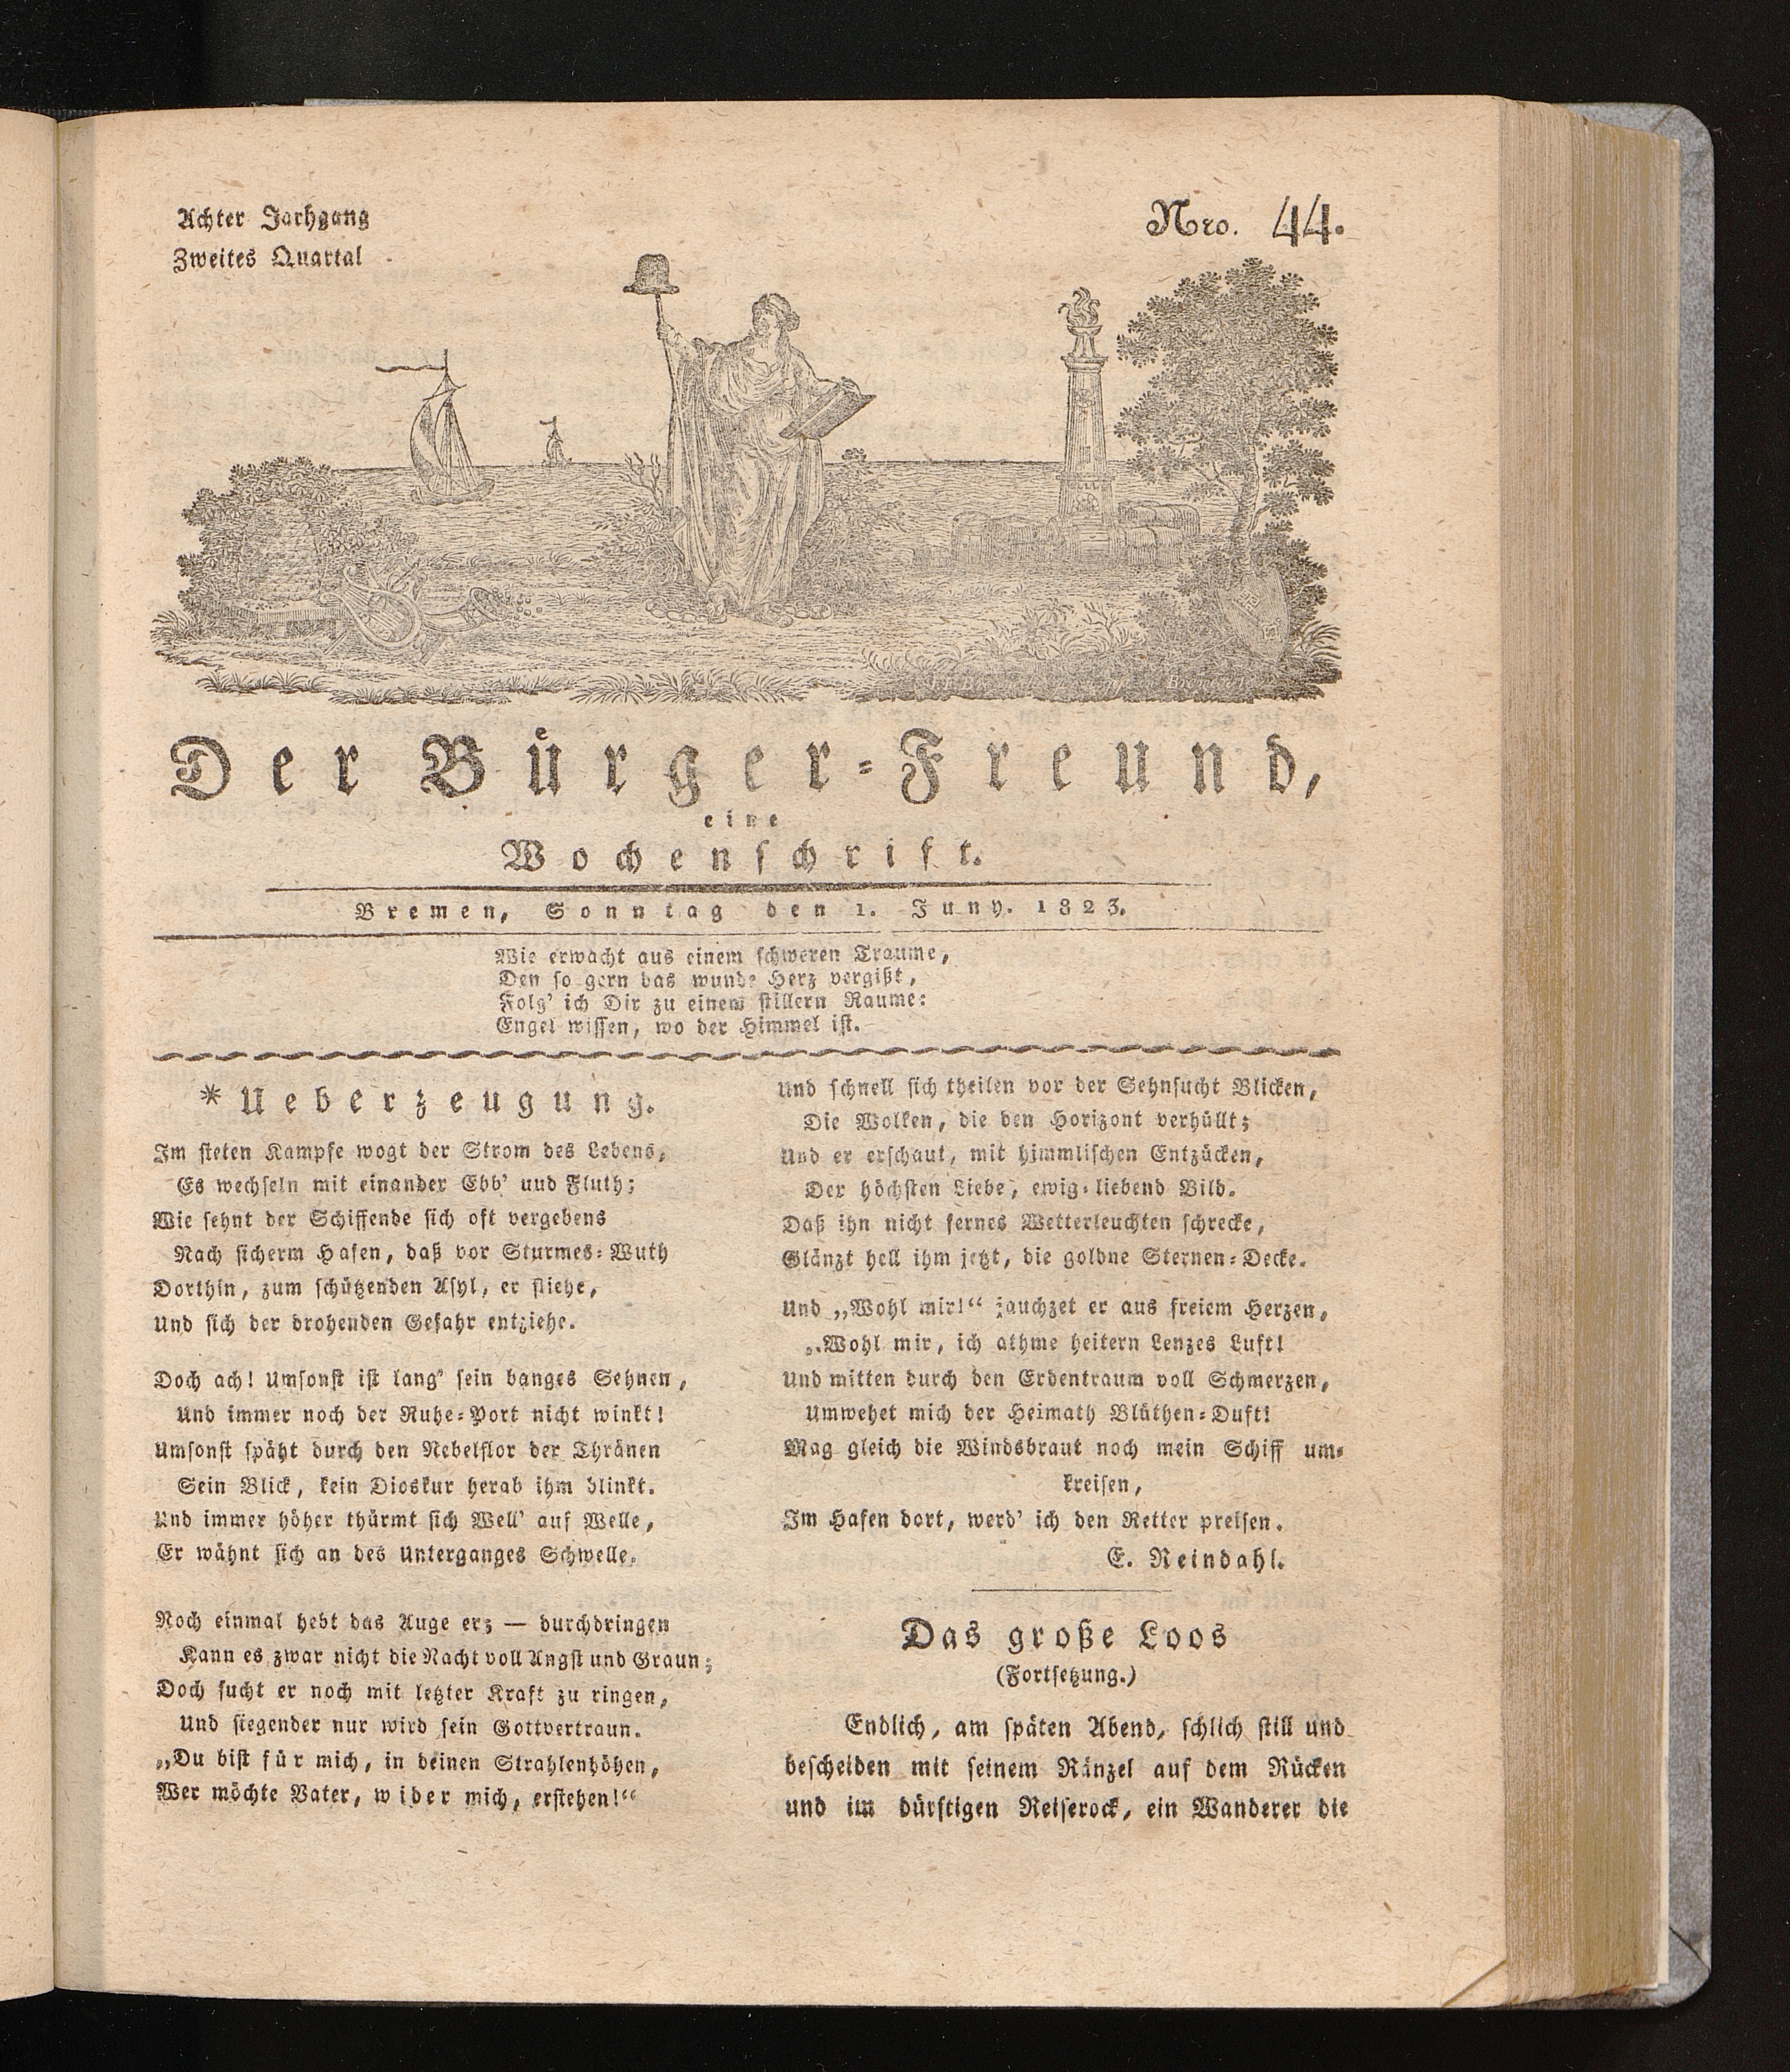 Achter Jarhgang
Zweites Quartal
Nro. 44.
Der Bürger-Freund,
eine
Wochenschrift.
Bremen, Sonntag den 1. Juny. 1823.
Wie erwacht aus einem schweren Traume,
Den so gern das wunde Herz vergißt,
Folg' ich Dir zu einem stillern Raume:
Engel wissen, wo der Himmel ist.
*Ueberzeugung.
Im steten Kampfe wogt der Strom des Lebens,
Es wechseln mit einander Ebb' uud Fluth;
Wie sehnt der Schiffende sich oft vergebens
Nach sicherm Hafen, daß vor Sturmes-Wuth
Dorthin, zum schützenden Asyl, er fliehe,
Und sich der drohenden Gefahr entziehe.
Doch ach! Umsonst ist lang' sein banges Sehnen,
Und immer noch der Ruhe-Port nicht winkt!
Umsonst späht durch den Nebelflor der Thränen
Sein Blick, kein Dioskur herab ihm blinkt.
Und immer höher thürmt sich Well' auf Welle,
Er wähnt sich an des Unterganges Schwelle.
Noch einmal hebt das Auge er; — durchdringen
Kann es zwar nicht die Nacht voll Angst und Graun;
Doch sucht er noch mit letzter Kraft zu ringen,
Und siegender nur wird sein Gottvertraun.
„Du bist für mich, in deinen Strahlenhöhen,
Wer möchte Vater, wider mich, erstehen!“
Und schnell sich theilen vor der Sehnsucht Blicken,
Die Wolken, die den Horizont verhüllt;
Und er erschaut, mit himmlischen Entzücken,
Der höchsten Liebe, ewig-liebend Bild.
Daß ihn nicht fernes Wetterleuchten schrecke,
Glänzt hell ihm jetzt, die goldne Sternen-Decke.
Und „Wohl mir!“ jauchzet er aus freiem Herzen,
„Wohl mir, ich athme heitern Lenzes Luft!
Und mitten durch den Erdentraum voll Schmerzen,
Umwehet mich der Heimath Blüthen-Duft!
Mag gleich die Windsbraut noch mein Schiff um-
kreisen,
Im Hafen dort, werd' ich den Retter preisen.
E. Reindahl.
Das große Loos
(Fortsetzung.)
Endlich, am späten Abend, schlich still und
bescheiden mit seinem Ränzel auf dem Rücken
und im dürftigen Reiserock, ein Wanderer die